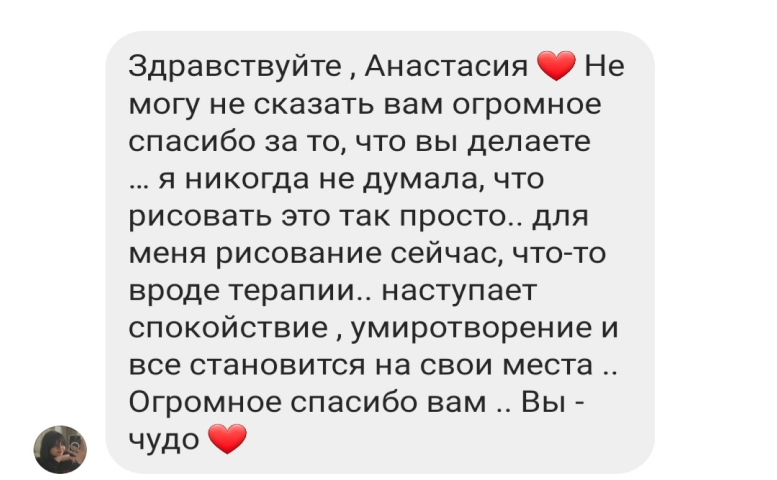 Здравствуйте , Анастасия ❤️ Не
могу не сказать вам огромное
спасибо за то, что вы делаете
... я никогда не думала, что
рисовать это так просто.. для
меня рисование сейчас, что-то
вроде терапии.. наступает
спокойствие , умиротворение и
все становится на свои места ..
Огромное спасибо вам .. Вы -
чудо ❤️